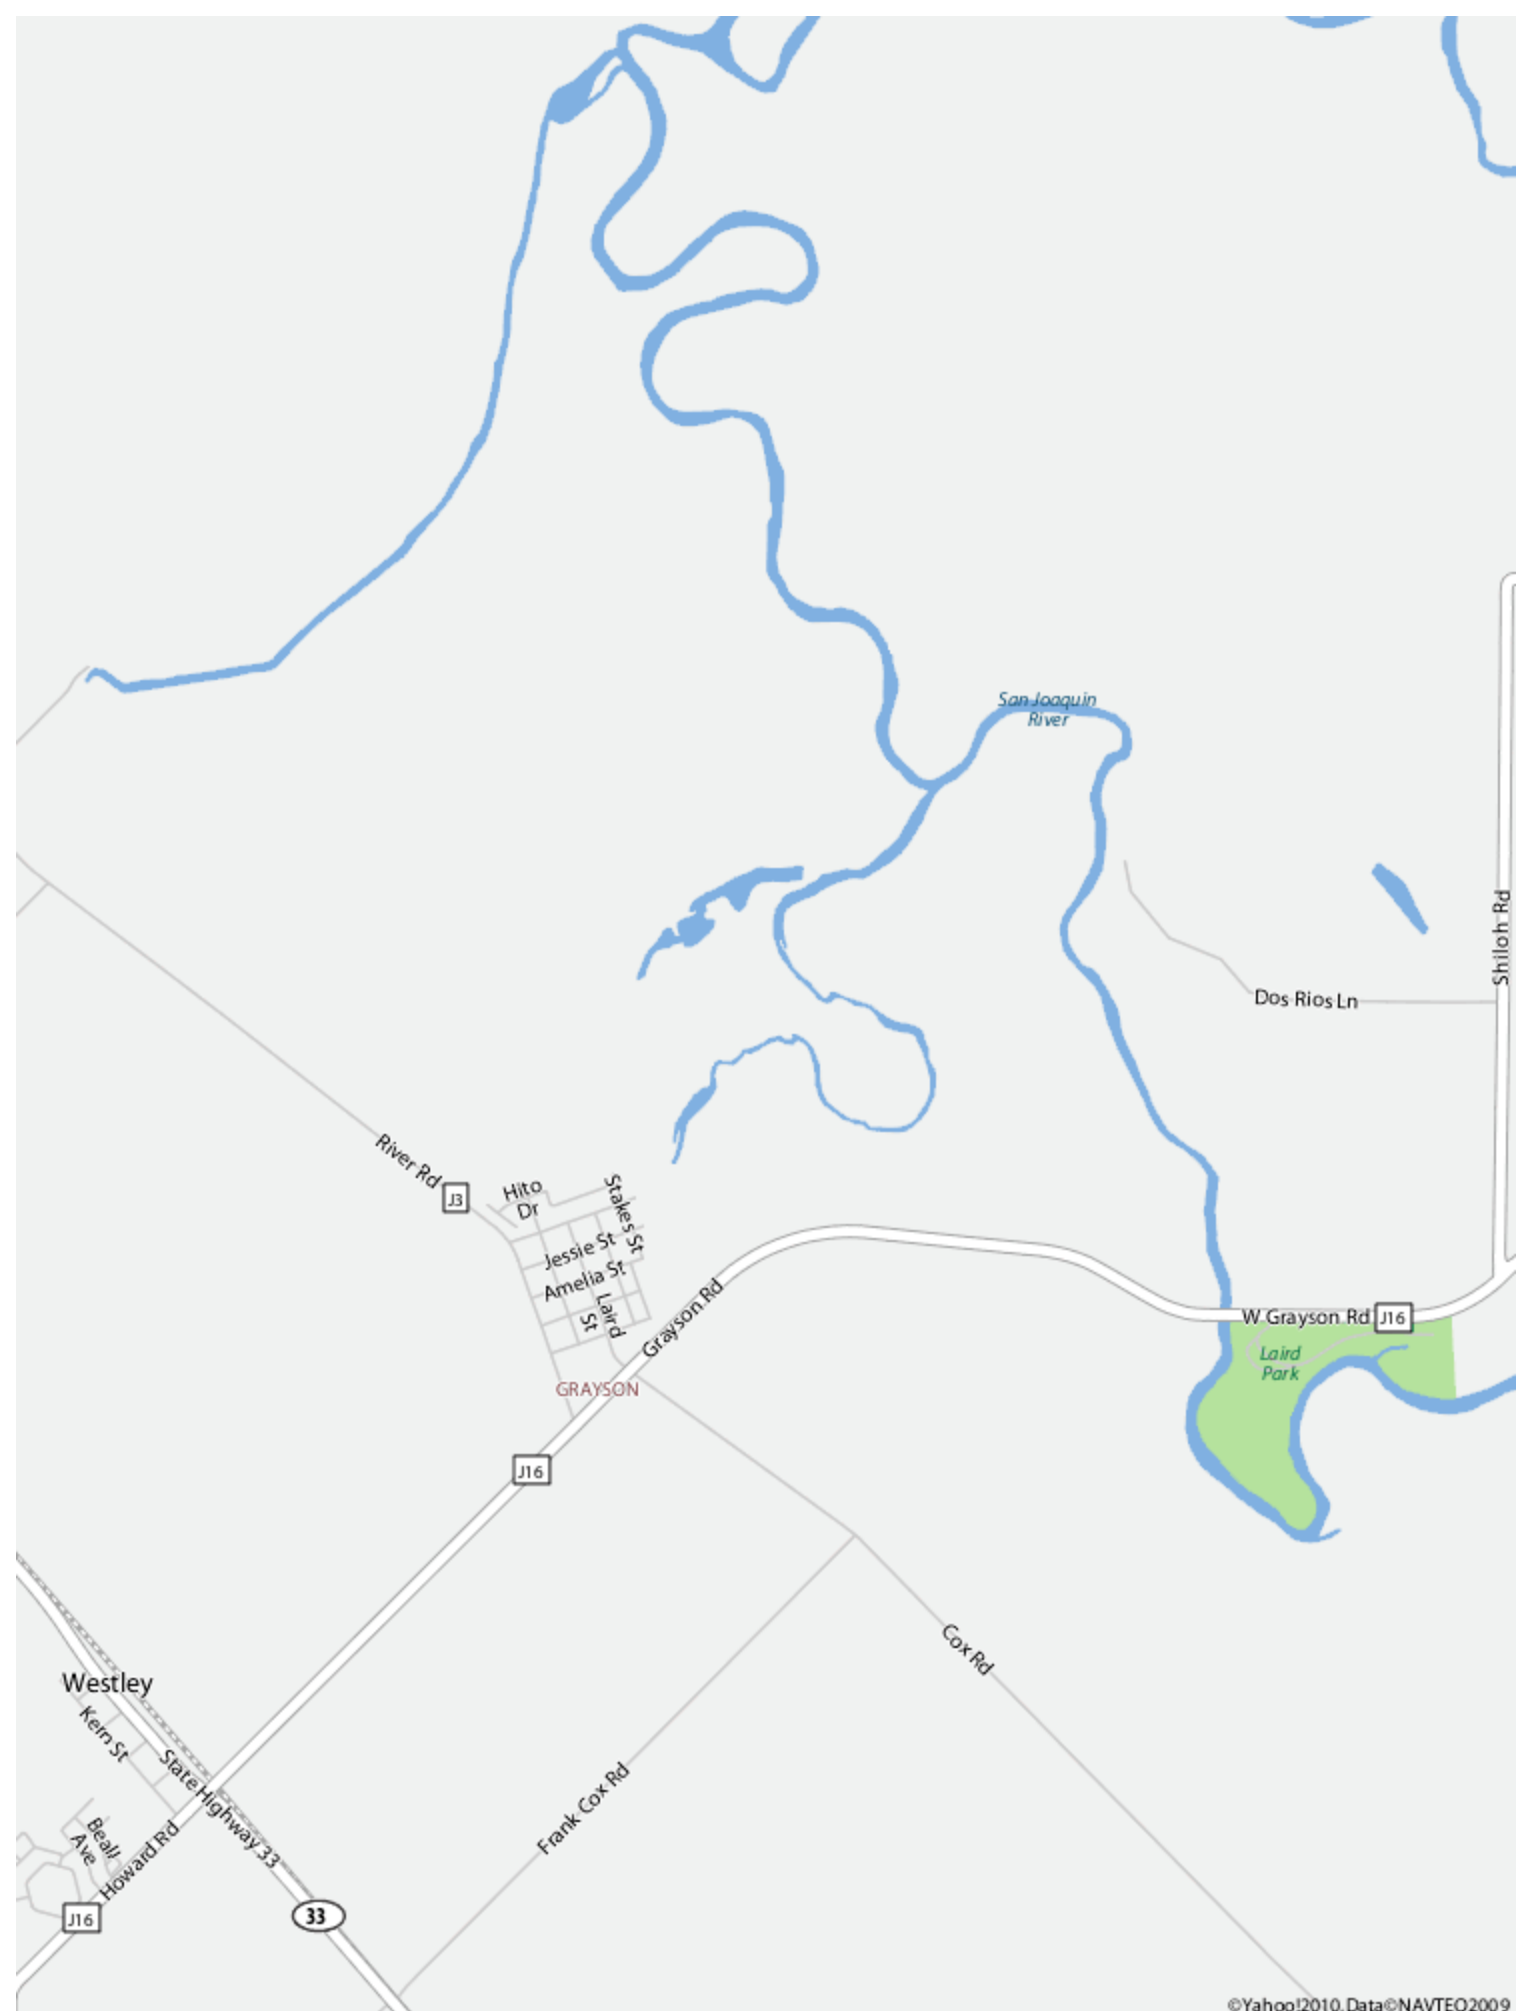 San Joaquin
River
Shiloh Rd
Dos Rios Ln
River Rd
J3
Hito
Dr
Stakes St
Jessie St
Amelia St
Laird
St
Grayson Rd
W Grayson Rd
J16
Laird
Park
GRAYSON
J16
Cox Rd
Westley
Kern St
State Highway 33
Frank Cox Rd
Beall
Ave
Howard Rd
J16
33
©Yahoo!2010, Data©NAVTEQ2009